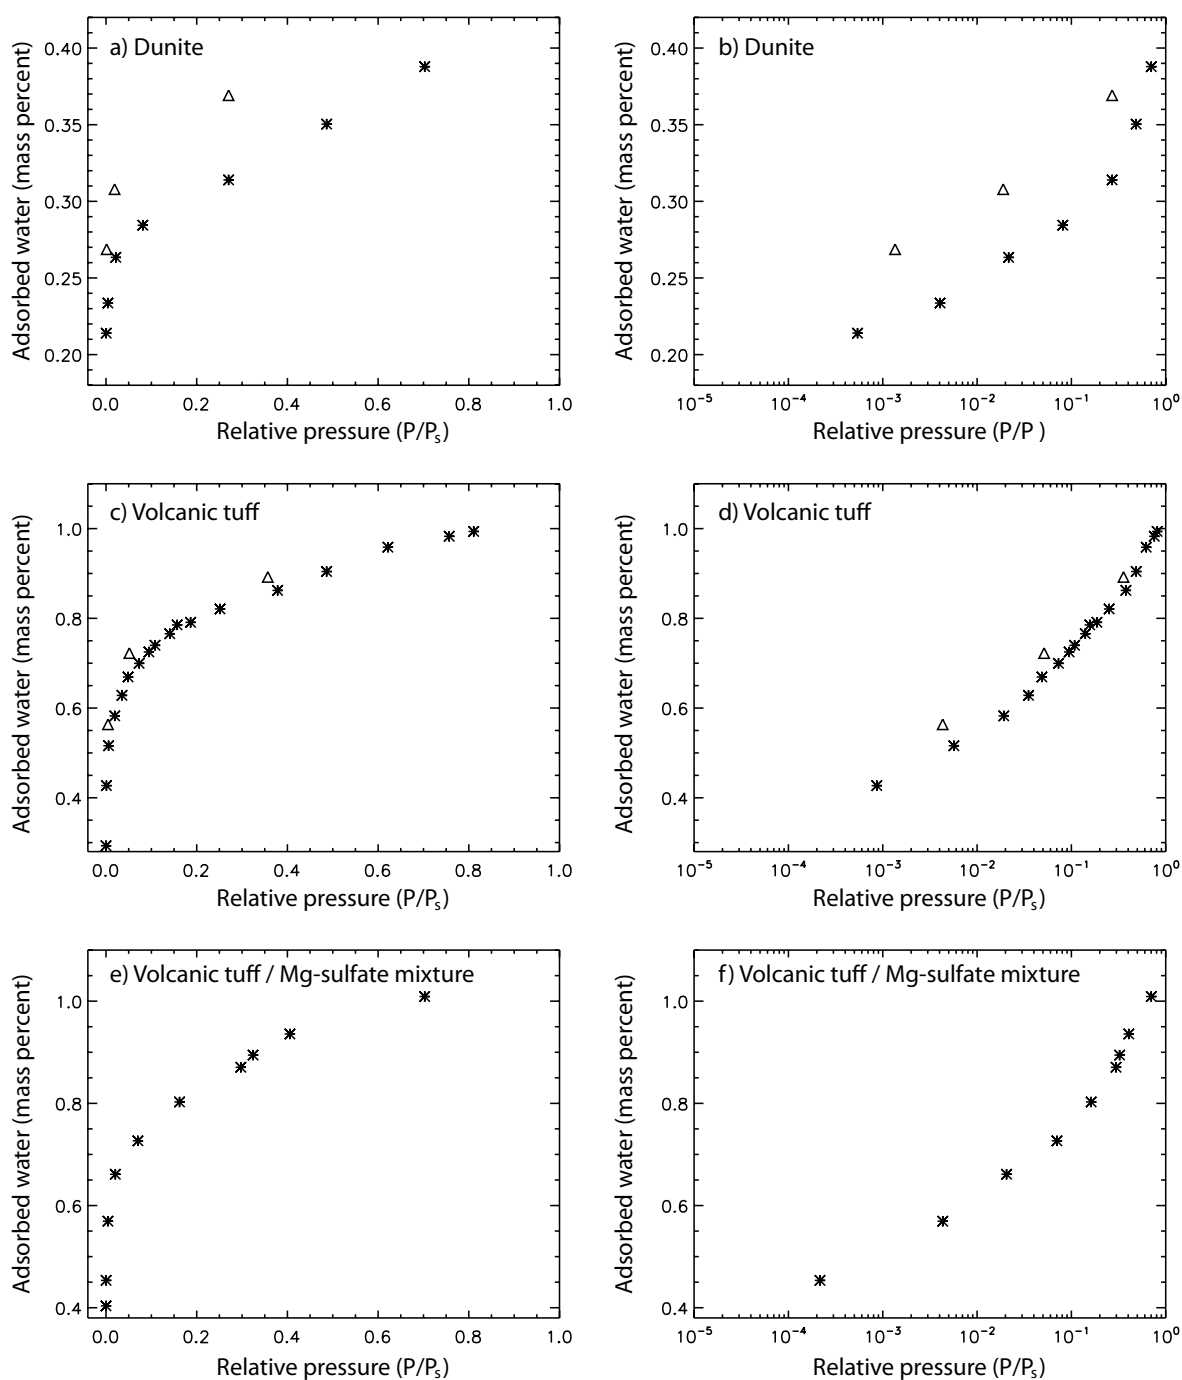 a) Dunite
Adsorbed water (mass percent)
0.40
0.35
0.30
0.25
0.20
0.0 0.2 0.4 0.6 0.8 1.0
Relative pressure (P/Pₛ)
b) Dunite
Adsorbed water (mass percent)
0.40
0.35
0.30
0.25
0.20
10⁻⁵ 10⁻⁴ 10⁻³ 10⁻² 10⁻¹ 10⁰
Relative pressure (P/P )
c) Volcanic tuff
Adsorbed water (mass percent)
1.0
0.8
0.6
0.4
0.0 0.2 0.4 0.6 0.8 1.0
Relative pressure (P/Pₛ)
d) Volcanic tuff
Adsorbed water (mass percent)
1.0
0.8
0.6
0.4
10⁻⁵ 10⁻⁴ 10⁻³ 10⁻² 10⁻¹ 10⁰
Relative pressure (P/Pₛ)
e) Volcanic tuff / Mg-sulfate mixture
Adsorbed water (mass percent)
1.0
0.8
0.6
0.4
0.0 0.2 0.4 0.6 0.8 1.0
Relative pressure (P/Pₛ)
f) Volcanic tuff / Mg-sulfate mixture
Adsorbed water (mass percent)
1.0
0.8
0.6
0.4
10⁻⁵ 10⁻⁴ 10⁻³ 10⁻² 10⁻¹ 10⁰
Relative pressure (P/Pₛ)